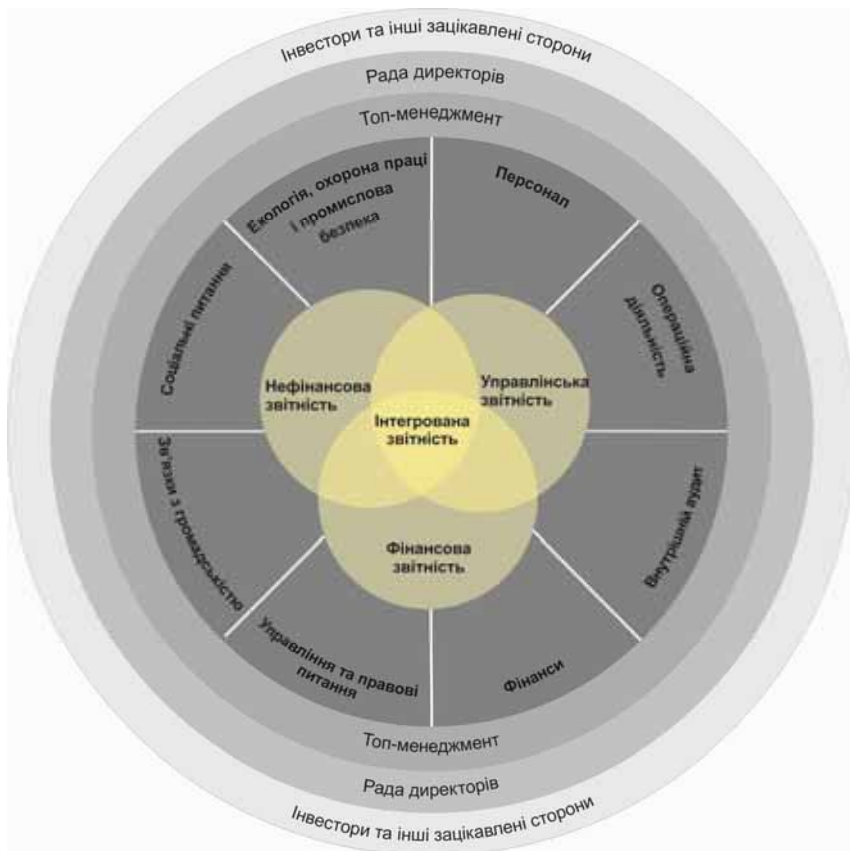 Інвестори та інші зацікавлені сторони
Рада директорів
Топ-менеджмент
Екологія, охорона праці
і промислова
безпека
Персонал
Соціальні питання
Операційна
діяльність
Нефінансова
звітність
Управлінська
звітність
Інтегрована
звітність
Зв'язки з громадськістю
Внутрішній аудит
Фінансова
звітність
Управління та правові
питання
Фінанси
Топ-менеджмент
Рада директорів
Інвестори та інші зацікавлені сторони